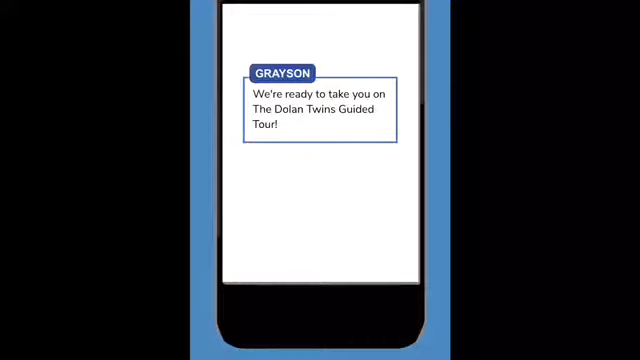 GRAYSON
We're ready to take you on
The Dolan Twins Guided
Tour!